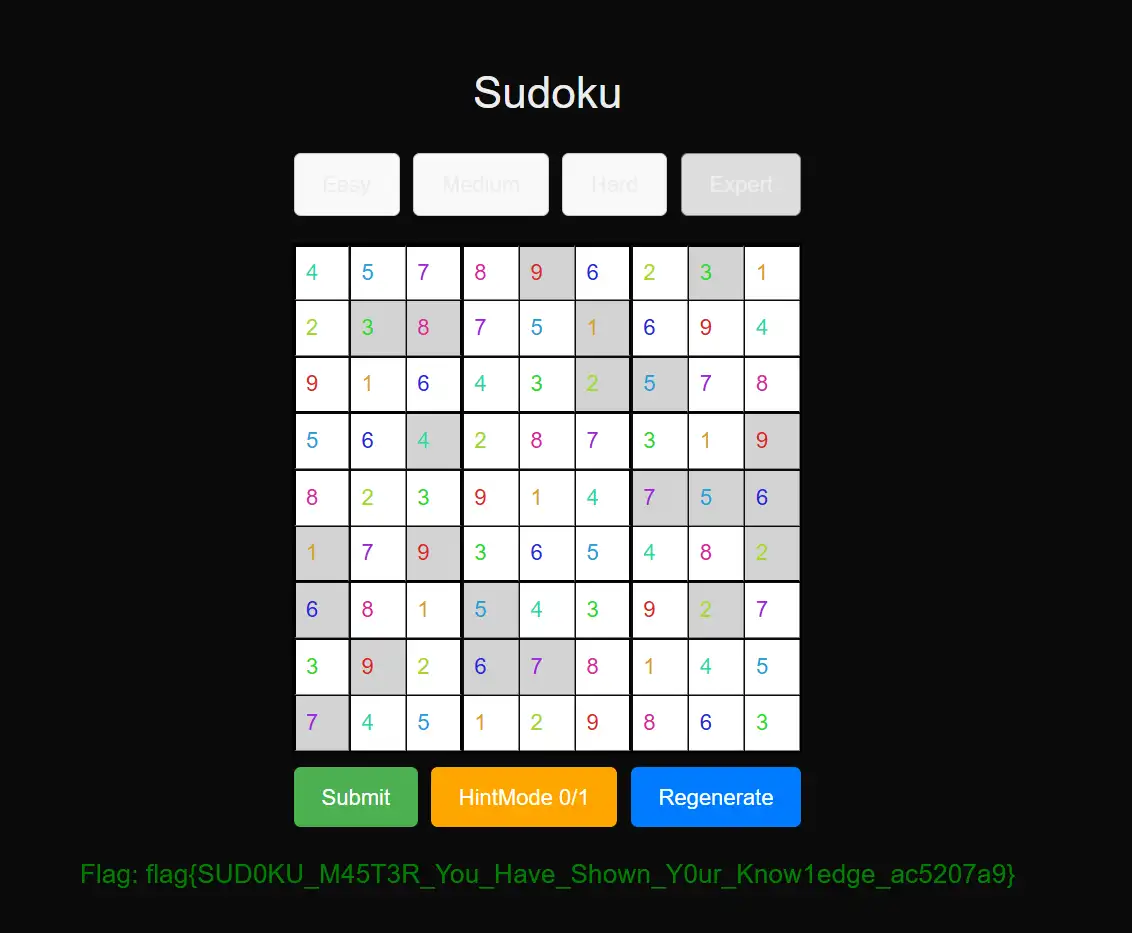 Sudoku
Easy Medium Hard Expert
4 5 7 8 9 6 2 3 1
2 3 8 7 5 1 6 9 4
9 1 6 4 3 2 5 7 8
5 6 4 2 8 7 3 1 9
8 2 3 9 1 4 7 5 6
1 7 9 3 6 5 4 8 2
6 8 1 5 4 3 9 2 7
3 9 2 6 7 8 1 4 5
7 4 5 1 2 9 8 6 3
Submit HintMode 0/1 Regenerate
Flag: flag{SUD0KU_M45T3R_You_Have_Shown_Y0ur_Know1edge_ac5207a9}